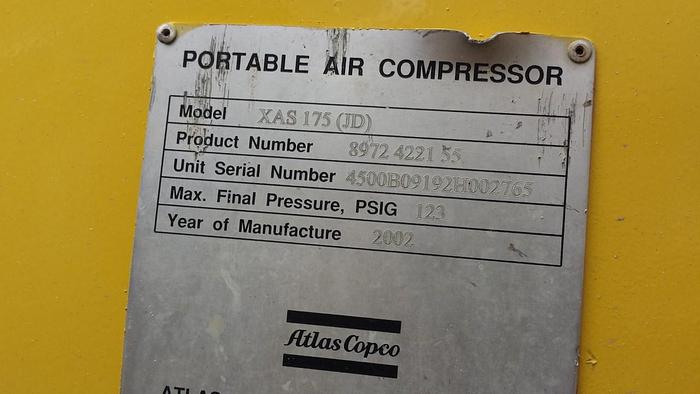 PORTABLE AIR COMPRESSOR
Model XAS 175 (JD)
Product Number 8972 4221 55
Unit Serial Number 4500B09192H002765
Max. Final Pressure, PSIG 123
Year of Manufacture 2002
Atlas Copco
ATLAS